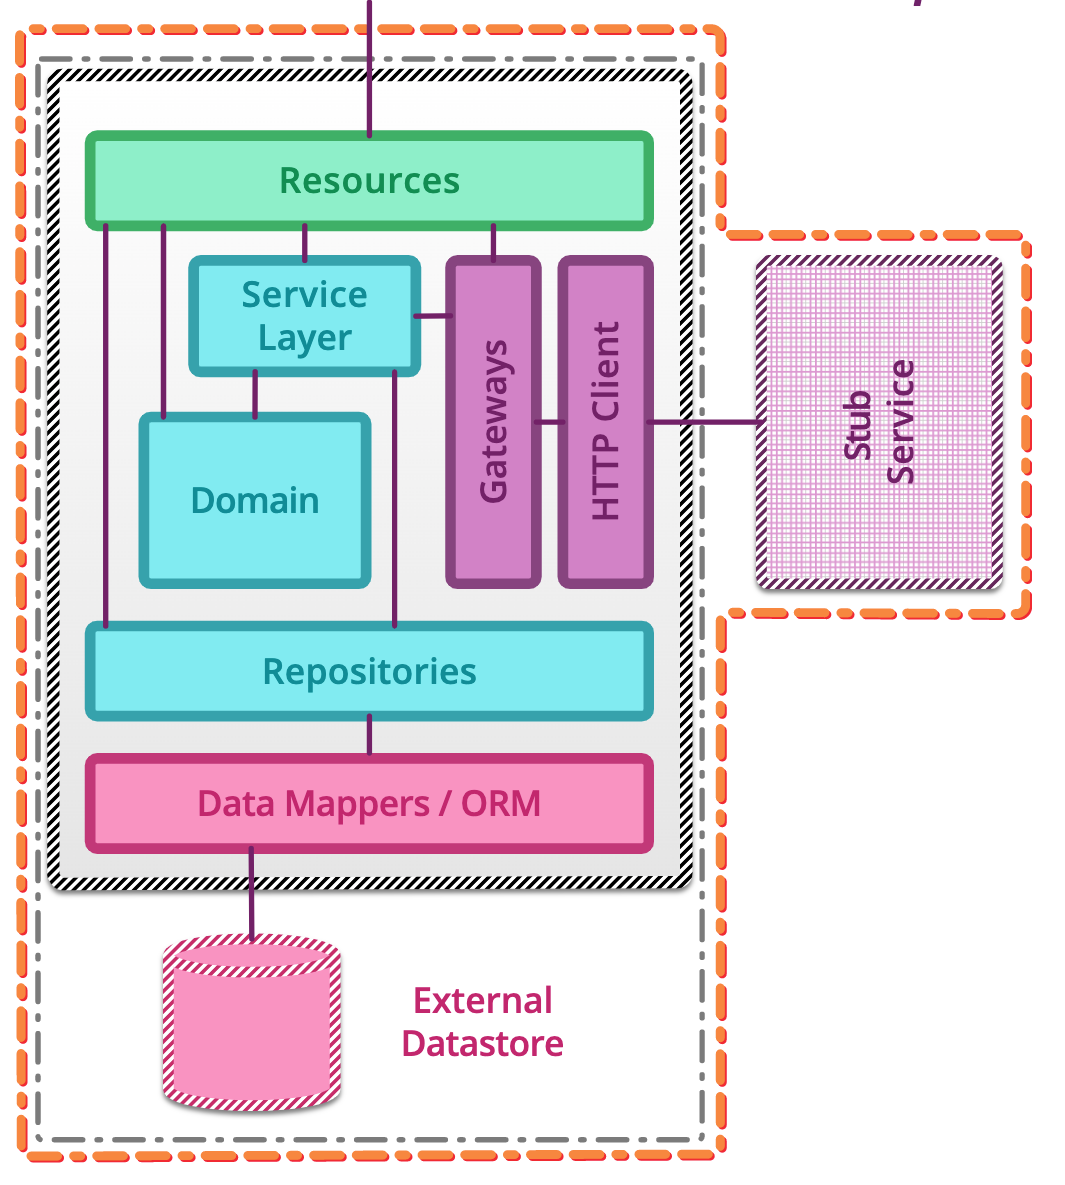 Resources
Service
Layer
Gateways
HTTP Client
Stub
Service
Domain
Repositories
Data Mappers / ORM
External
Datastore